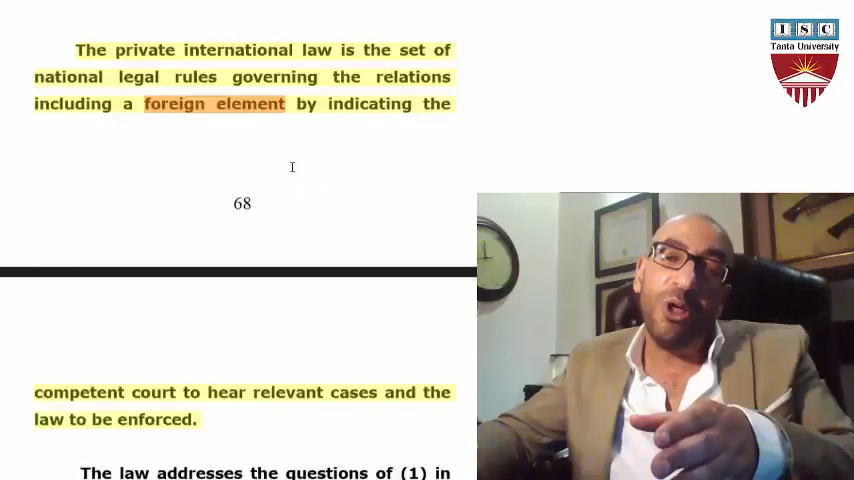 The private international law is the set of
national legal rules governing the relations
including a foreign element by indicating the
68
competent court to hear relevant cases and the
law to be enforced.
The law addresses the questions of (1) in
I S C
Tanta University